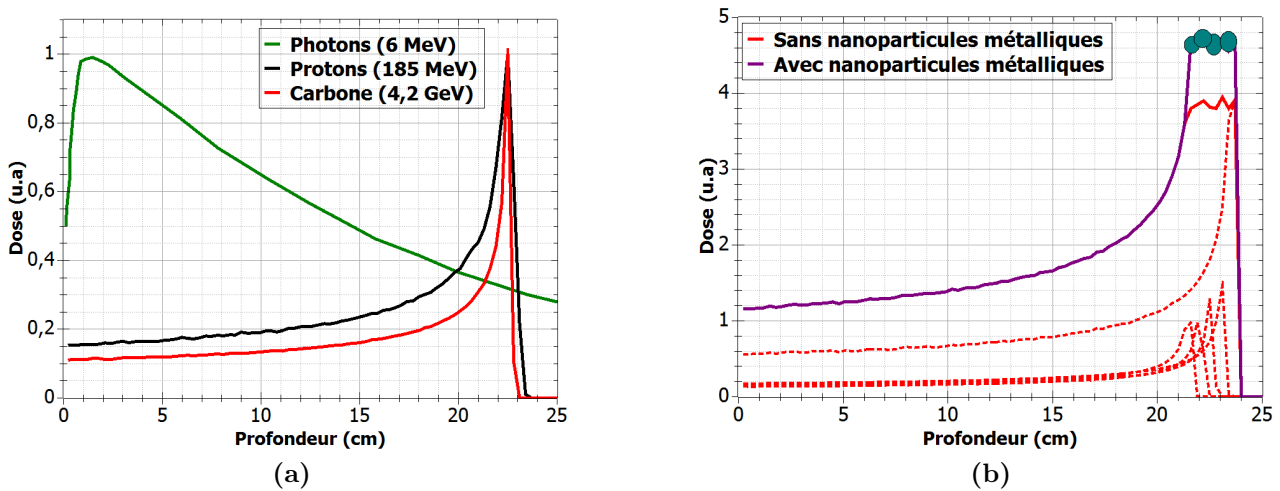 Photons (6 MeV)
Protons (185 MeV)
Carbone (4,2 GeV)
Dose (u.a)
1
0,8
0,6
0,4
0,2
0
0 5 10 15 20 25
Profondeur (cm)
(a)
Sans nanoparticules métalliques
Avec nanoparticules métalliques
Dose (u.a)
5
4
3
2
1
0
0 5 10 15 20 25
Profondeur (cm)
(b)